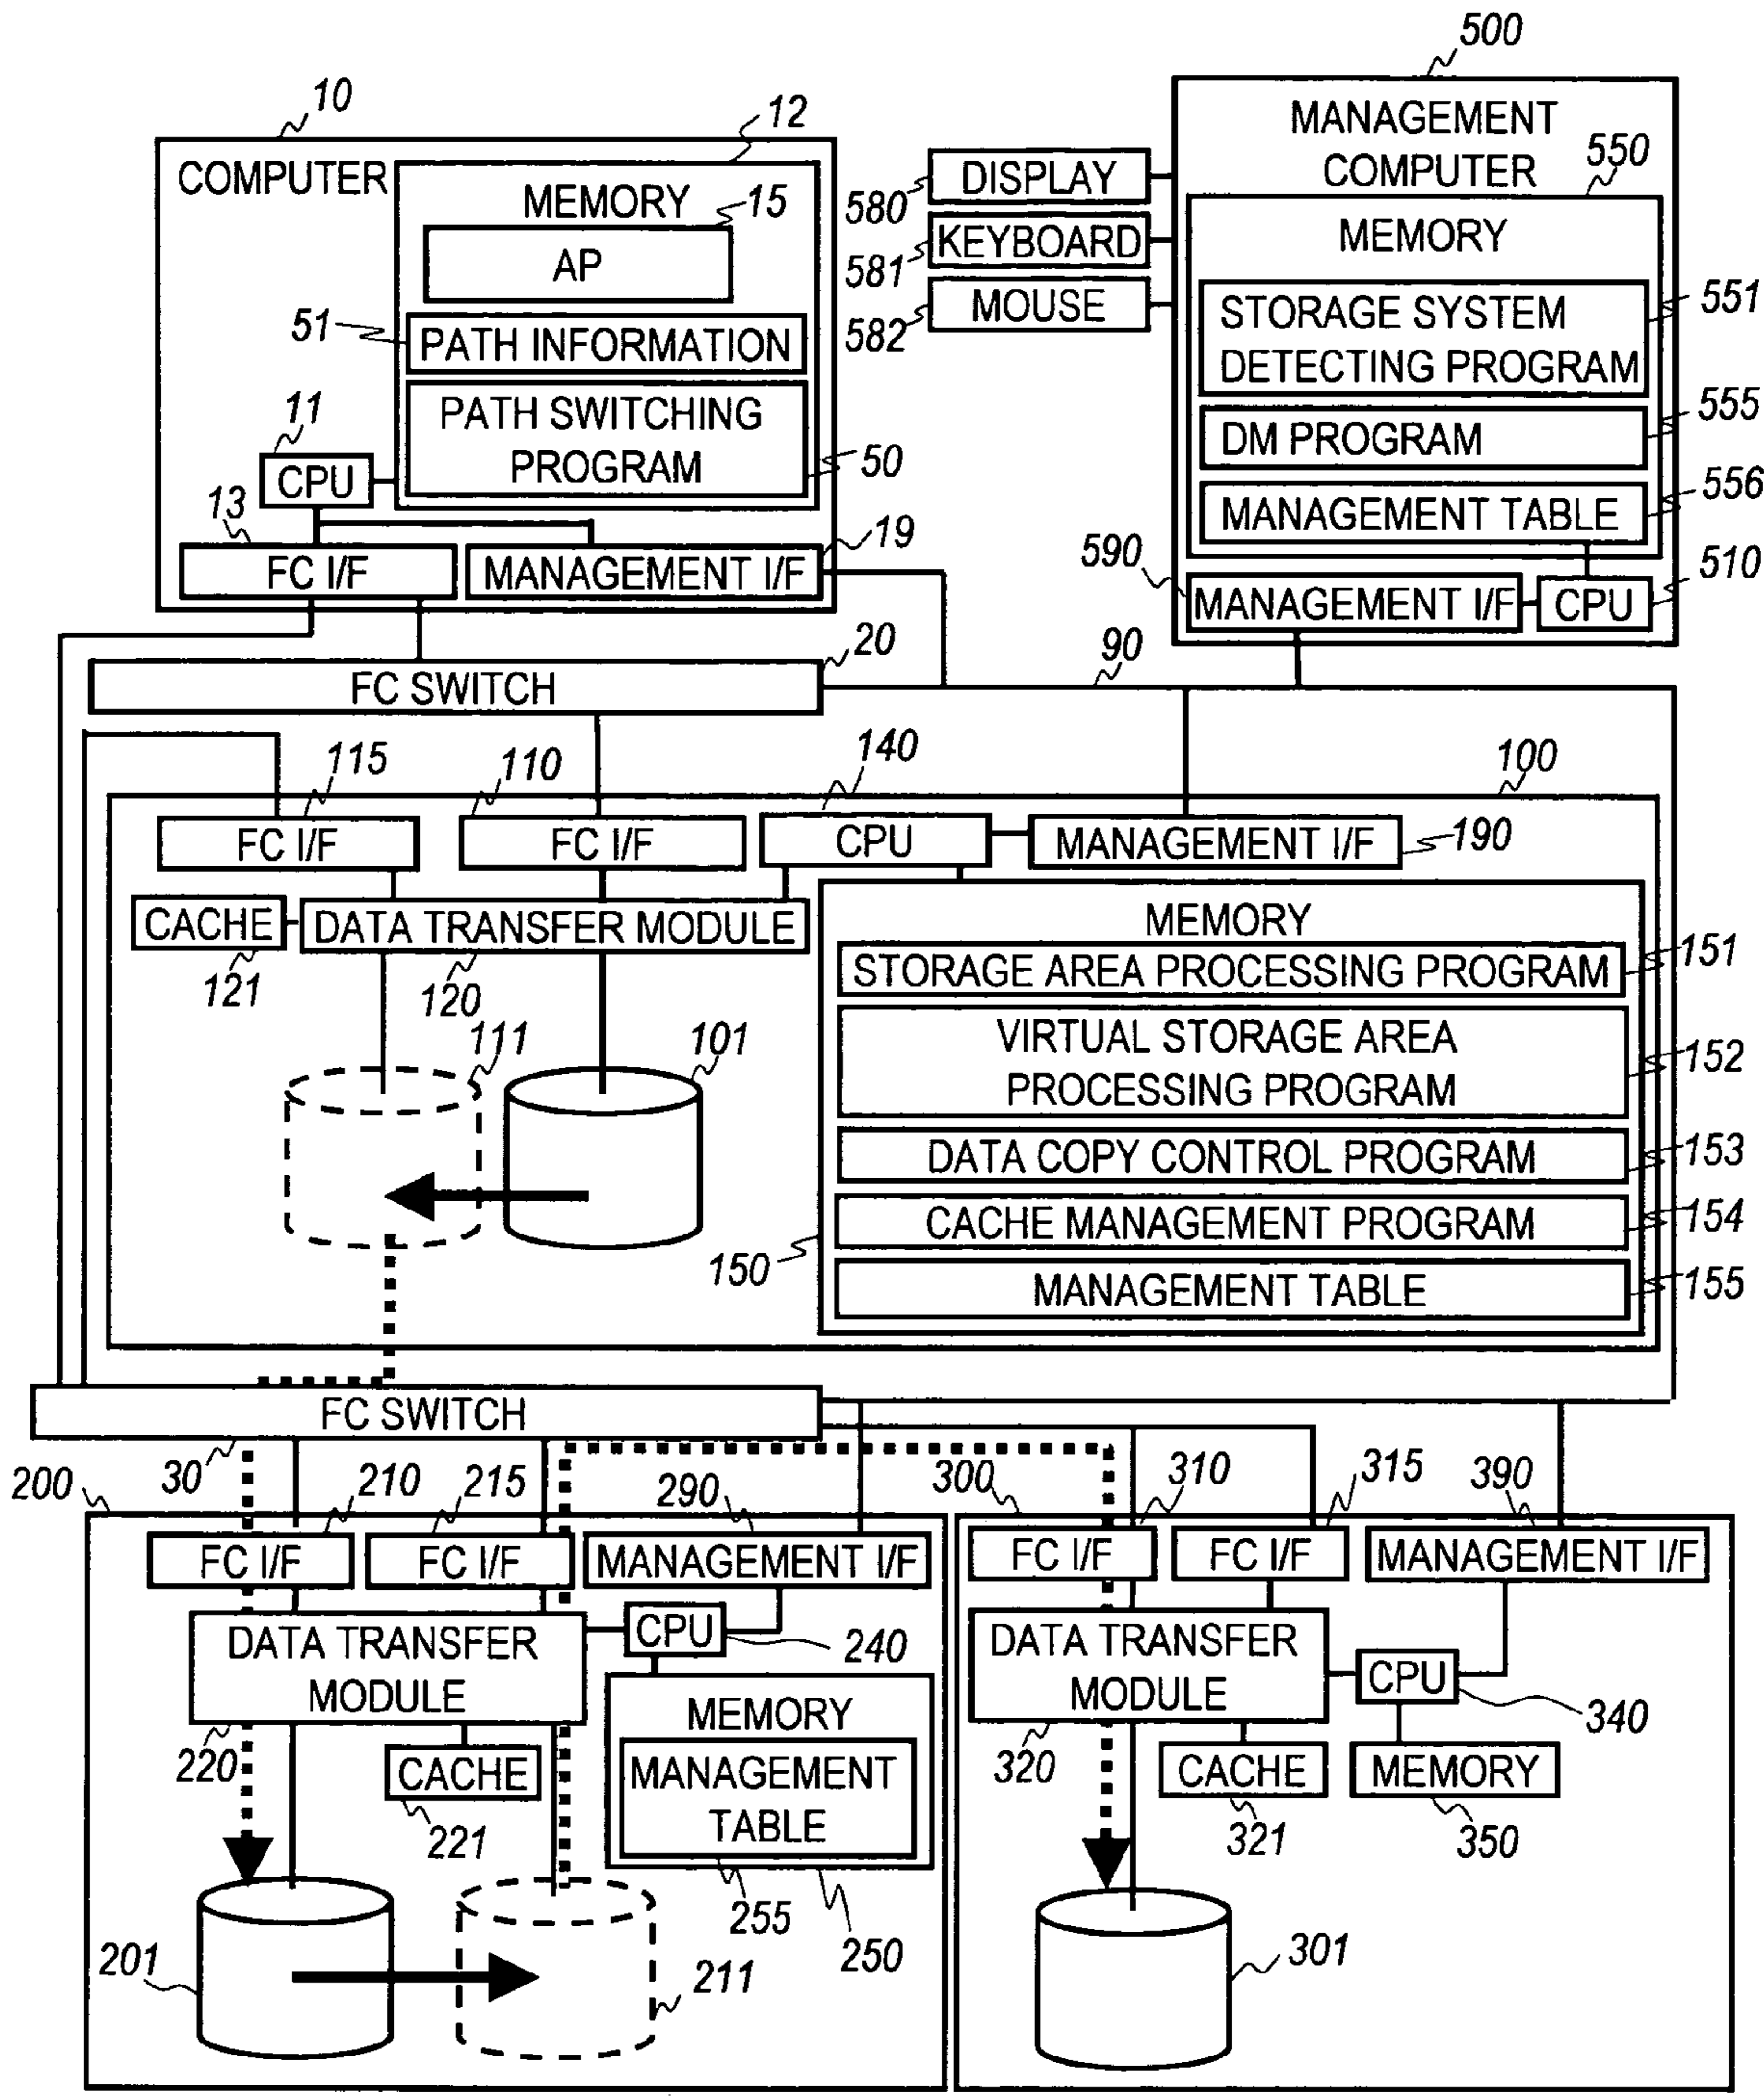 500
10
12
MANAGEMENT
COMPUTER
550
COMPUTER
MEMORY
15
AP
DISPLAY
580
KEYBOARD
581
MOUSE
582
MEMORY
STORAGE SYSTEM
DETECTING PROGRAM
551
51
PATH INFORMATION
PATH SWITCHING
PROGRAM
50
DM PROGRAM
555
11
CPU
MANAGEMENT TABLE
556
13
FC I/F
MANAGEMENT I/F
19
590
MANAGEMENT I/F
CPU
510
20
90
FC SWITCH
115
110
140
100
FC I/F
FC I/F
CPU
MANAGEMENT I/F
190
CACHE
121
DATA TRANSFER MODULE
120
MEMORY
STORAGE AREA PROCESSING PROGRAM
151
111
101
VIRTUAL STORAGE AREA
PROCESSING PROGRAM
152
DATA COPY CONTROL PROGRAM
153
CACHE MANAGEMENT PROGRAM
154
150
MANAGEMENT TABLE
155
FC SWITCH
200
30
210
215
290
300
310
315
390
FC I/F
FC I/F
MANAGEMENT I/F
FC I/F
FC I/F
MANAGEMENT I/F
DATA TRANSFER
MODULE
220
CPU
240
DATA TRANSFER
MODULE
320
CPU
340
CACHE
221
MEMORY
MANAGEMENT
TABLE
255
250
CACHE
321
MEMORY
350
201
211
301